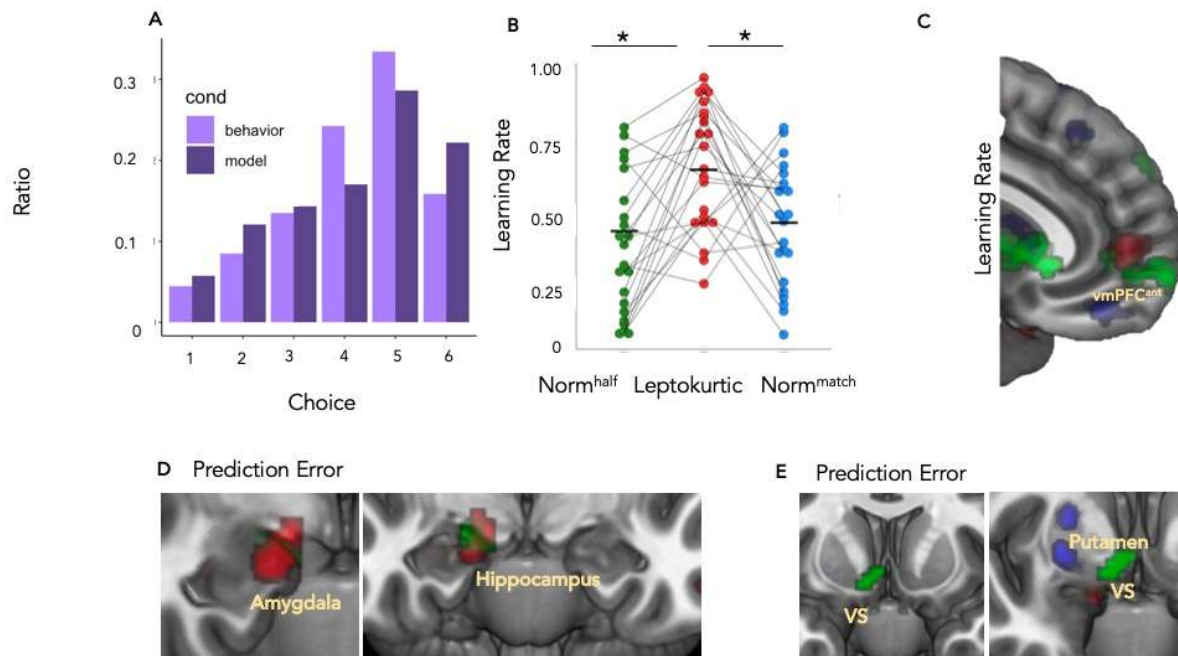 A
0.3
0.2
0.1
0
Ratio
cond
behavior
model
1 2 3 4 5 6
Choice
B
* *
1.00
0.75
0.50
0.25
0
Learning Rate
Norm^half Leptokurtic Norm^match
C
Learning Rate
vmPFC^ant
D Prediction Error
Amygdala
Hippocampus
E Prediction Error
VS
Putamen
VS